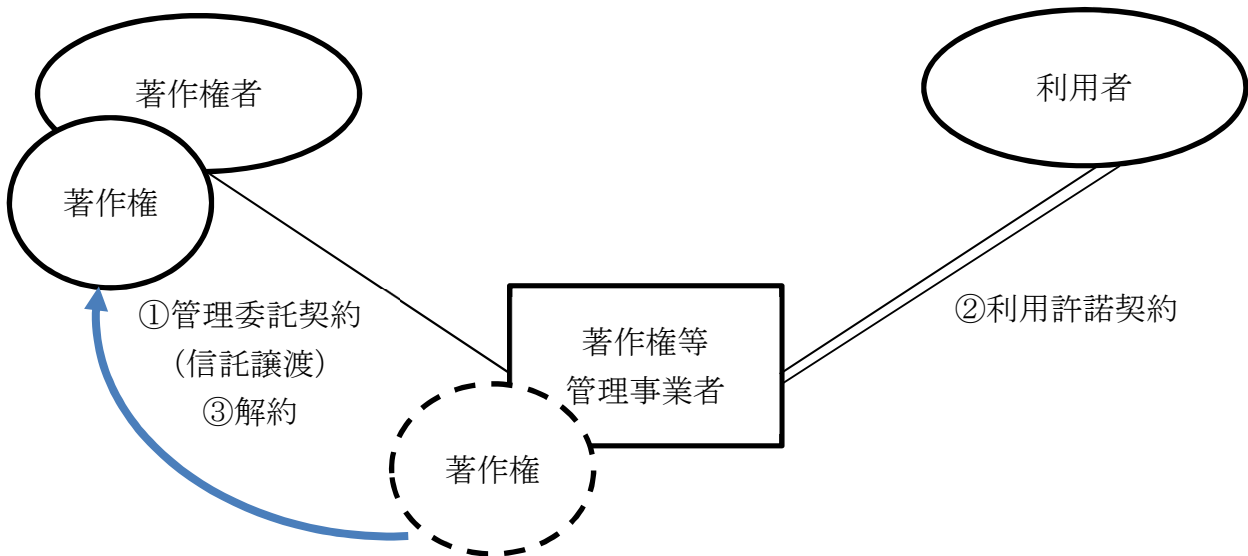 著作権者
利用者
著作権
①管理委託契約
（信託譲渡）
③解約
著作権等
管理事業者
②利用許諾契約
著作権